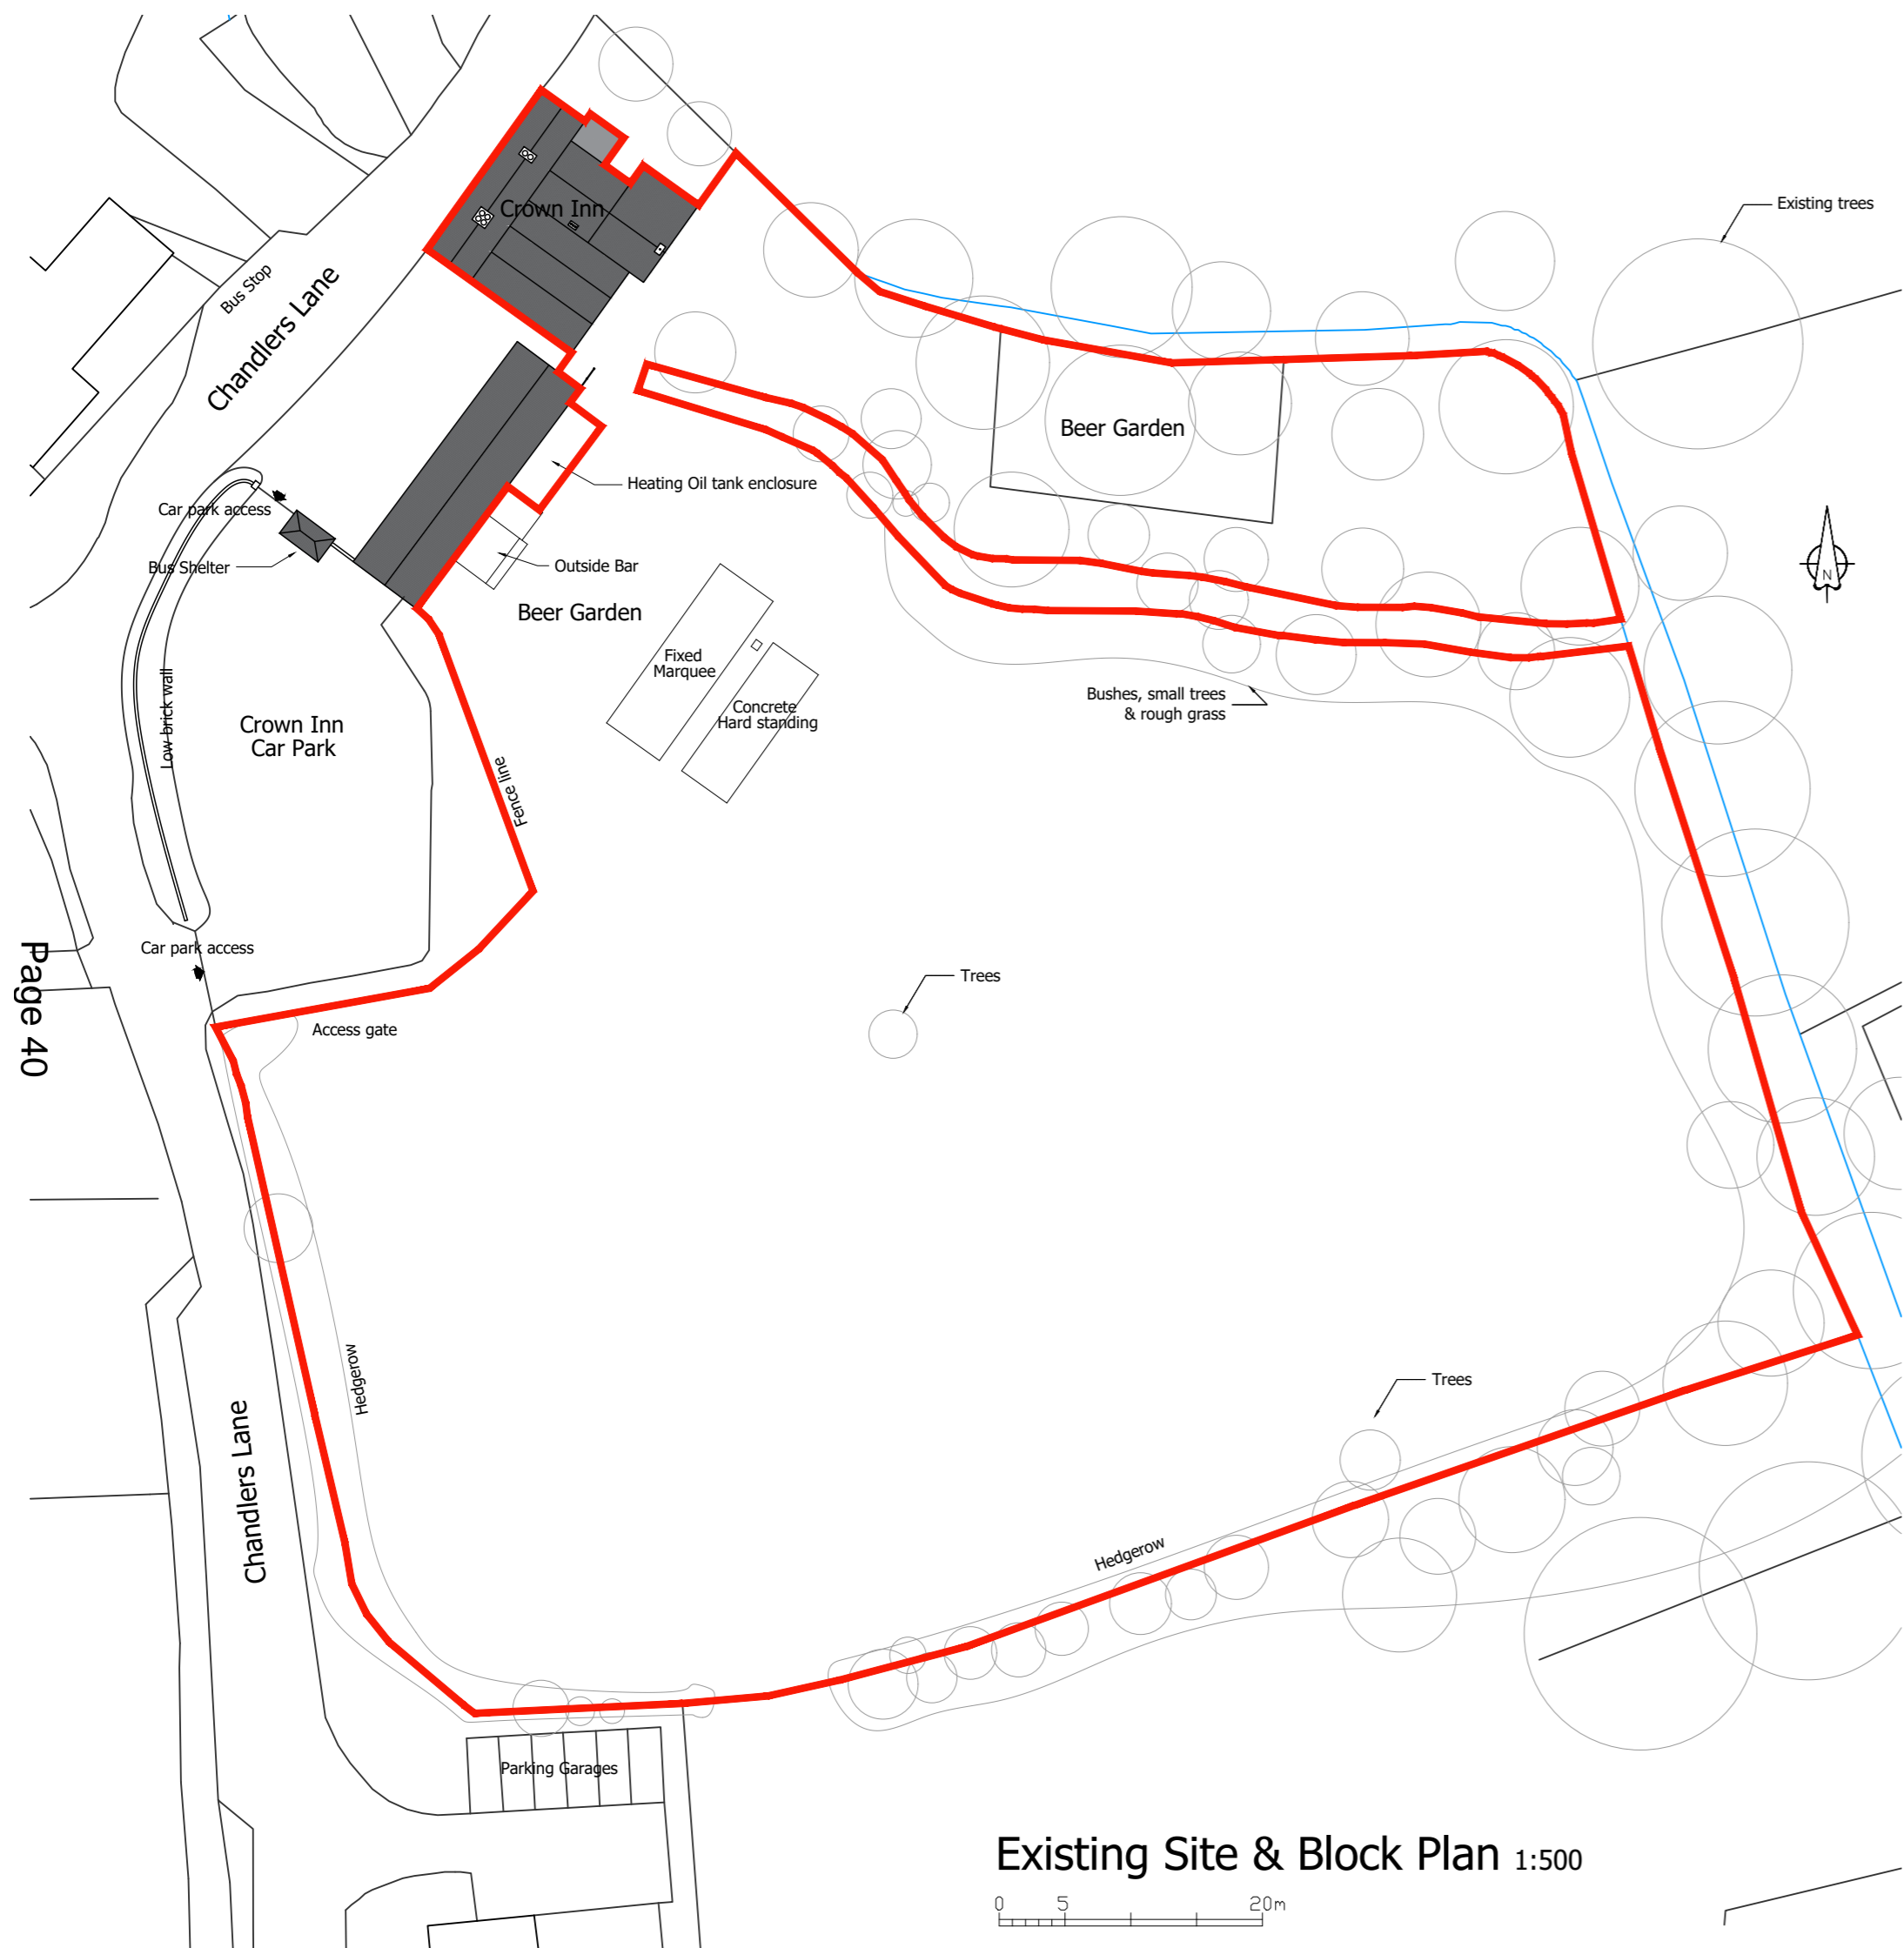 Crown Inn
Existing trees
Bus Stop
Chandlers Lane
Beer Garden
Heating Oil tank enclosure
Car park access
Bus Shelter
Outside Bar
Beer Garden
N
Fixed
Marquee
Concrete
Hard standing
Bushes, small trees
& rough grass
Low brick wall
Crown Inn
Car Park
Fence line
Car park access
Page 40
Trees
Access gate
Hedgerow
Trees
Chandlers Lane
Hedgerow
Parking Garages
Existing Site & Block Plan 1:500
0 5 20m